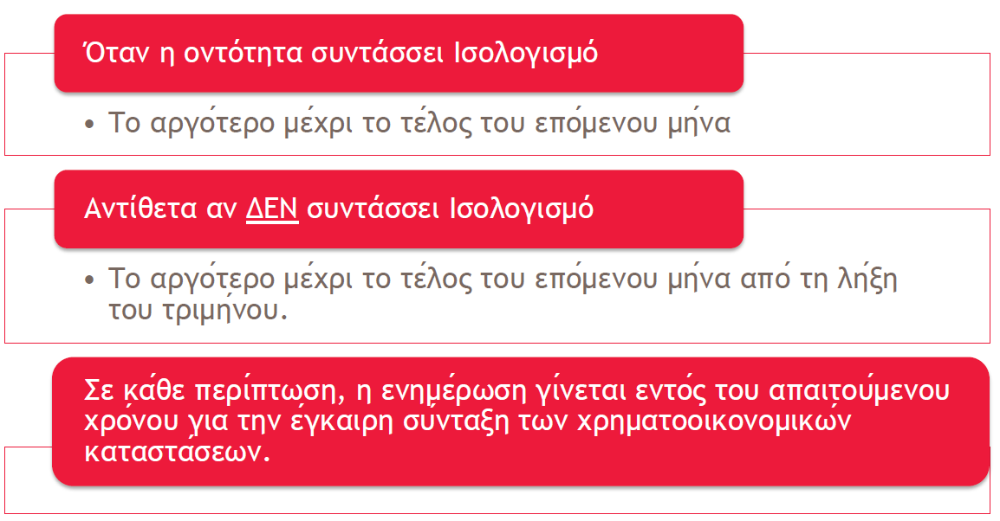 Όταν η οντότητα συντάσσει Ισολογισμό
• Το αργότερο μέχρι το τέλος του επόμενου μήνα
Αντίθετα αν ΔΕΝ συντάσσει Ισολογισμό
• Το αργότερο μέχρι το τέλος του επόμενου μήνα από τη λήξη
του τριμήνου.
Σε κάθε περίπτωση, η ενημέρωση γίνεται εντός του απαιτούμενου
χρόνου για την έγκαιρη σύνταξη των χρηματοοικονομικών
καταστάσεων.